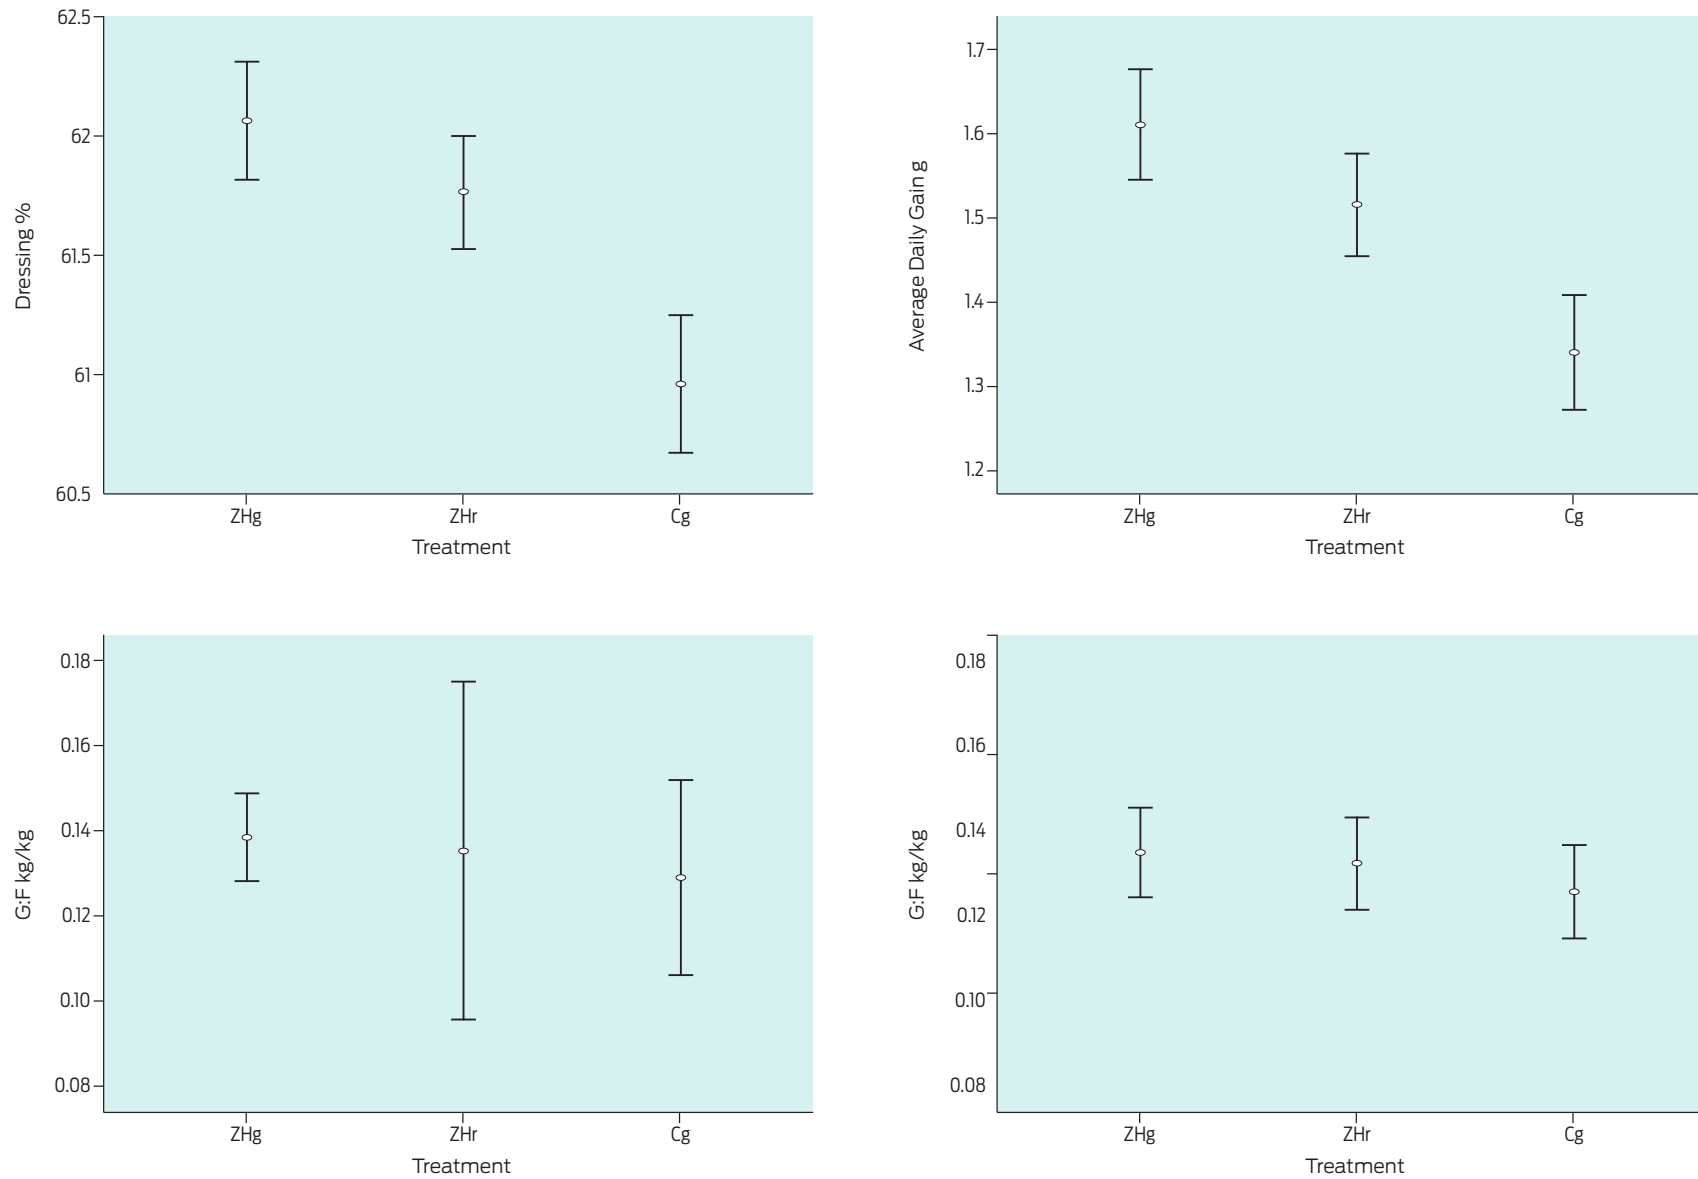 Dressing %
62.5
62
61.5
61
60.5
ZHg ZHr Cg
Treatment
Average Daily Gain g
1.7
1.6
1.5
1.4
1.3
1.2
ZHg ZHr Cg
Treatment
G:F kg/kg
0.18
0.16
0.14
0.12
0.10
0.08
ZHg ZHr Cg
Treatment
G:F kg/kg
0.18
0.16
0.14
0.12
0.10
0.08
ZHg ZHr Cg
Treatment